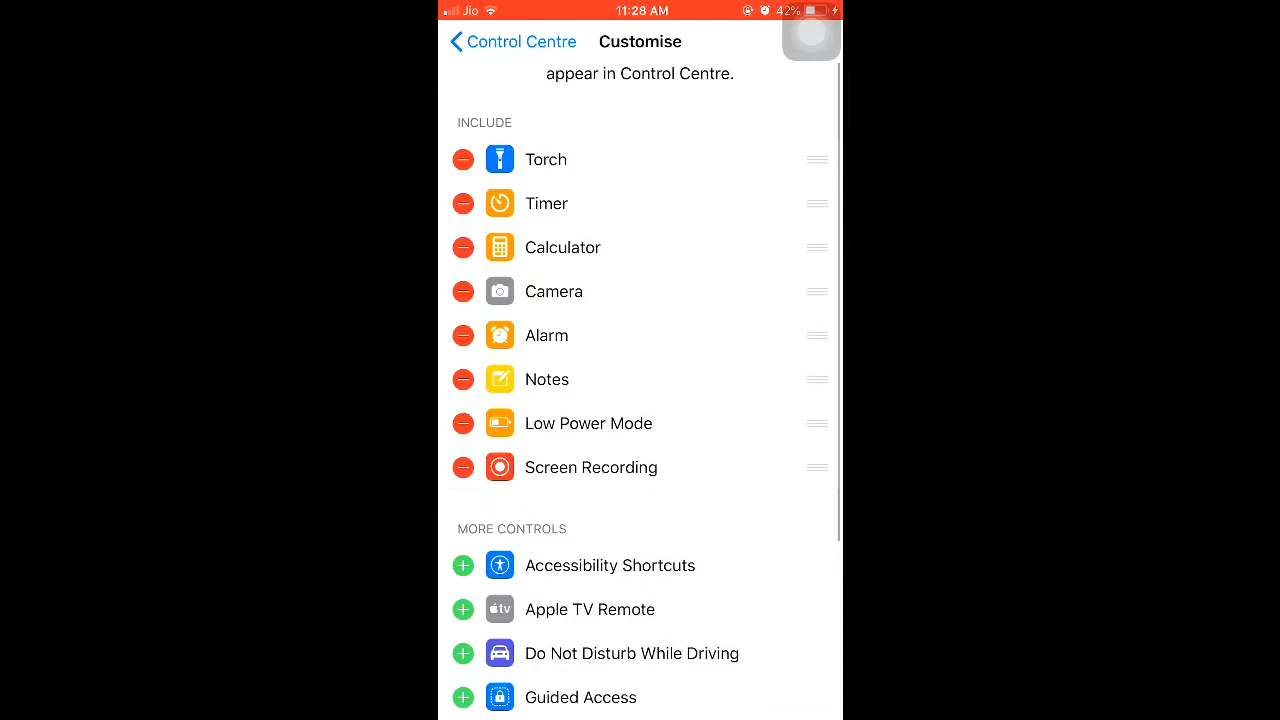 Jio 11:28 AM 42%
Control Centre Customise
appear in Control Centre.
INCLUDE
Torch
Timer
Calculator
Camera
Alarm
Notes
Low Power Mode
Screen Recording
MORE CONTROLS
Accessibility Shortcuts
tv Apple TV Remote
Do Not Disturb While Driving
Guided Access